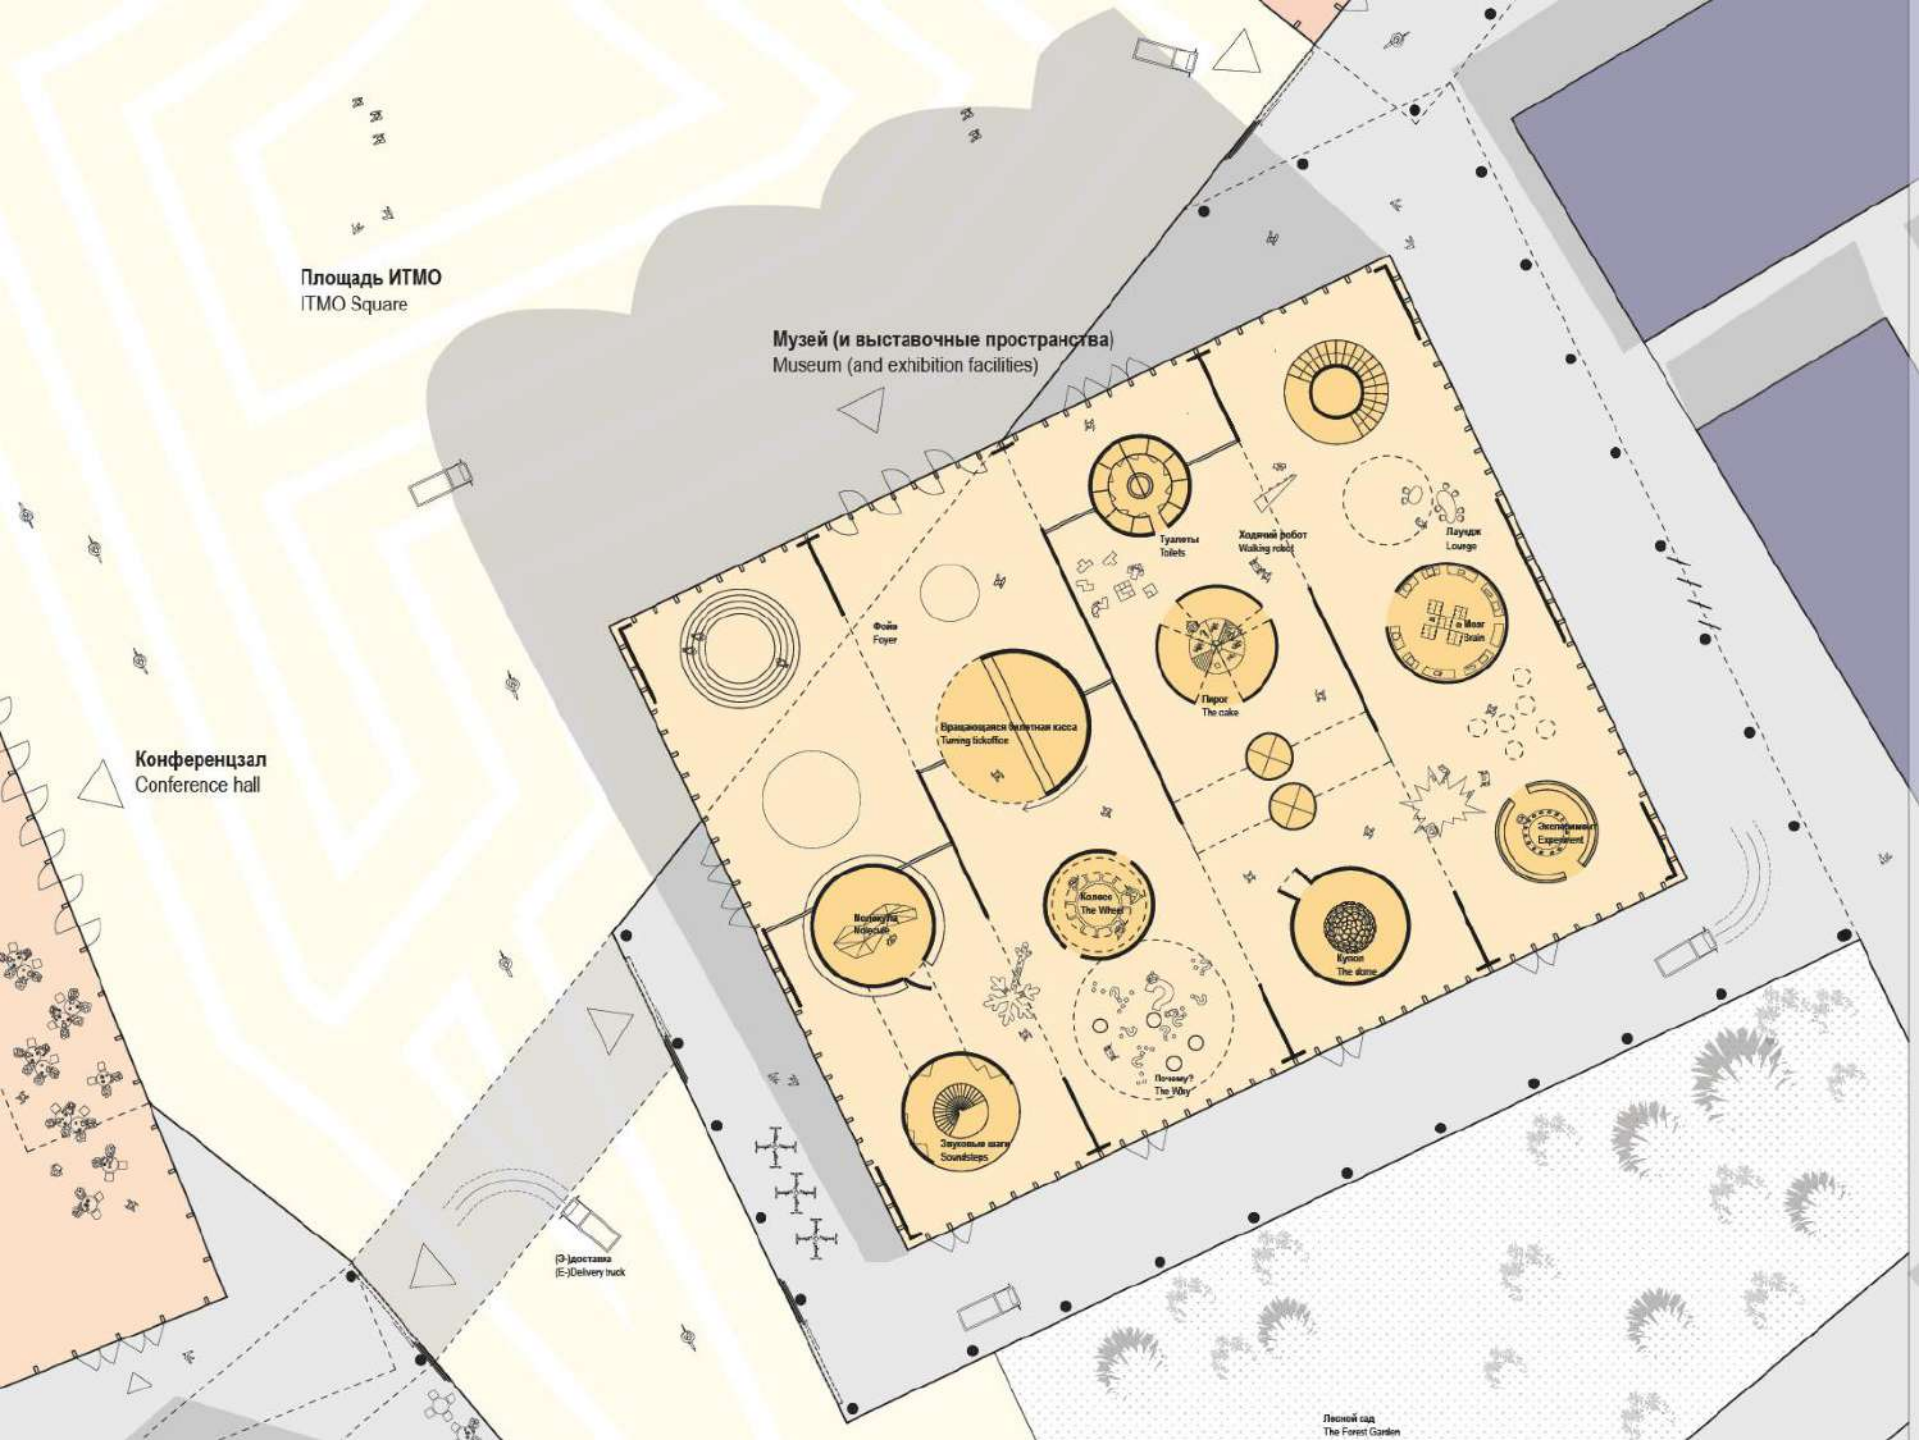 Площадь ИТМО
ITMO Square
Музей (и выставочные пространства)
Museum (and exhibition facilities)
Туалеты
Toilets
Ходячий робот
Walking robot
Лаундж
Lounge
Фойе
Foyer
Мозг
Brain
Пирог
The cake
Вращающаяся билетная касса
Turning tickoffice
Конференцзал
Conference hall
Эксперимент
Experiment
Колесо
The Wheel
Молекула
Molecule
Купол
The dome
Почему?
The Why
Звуковые шаги
Soundsteps
(Э-)доставка
(E-)Delivery truck
Лесной сад
The Forest Garden